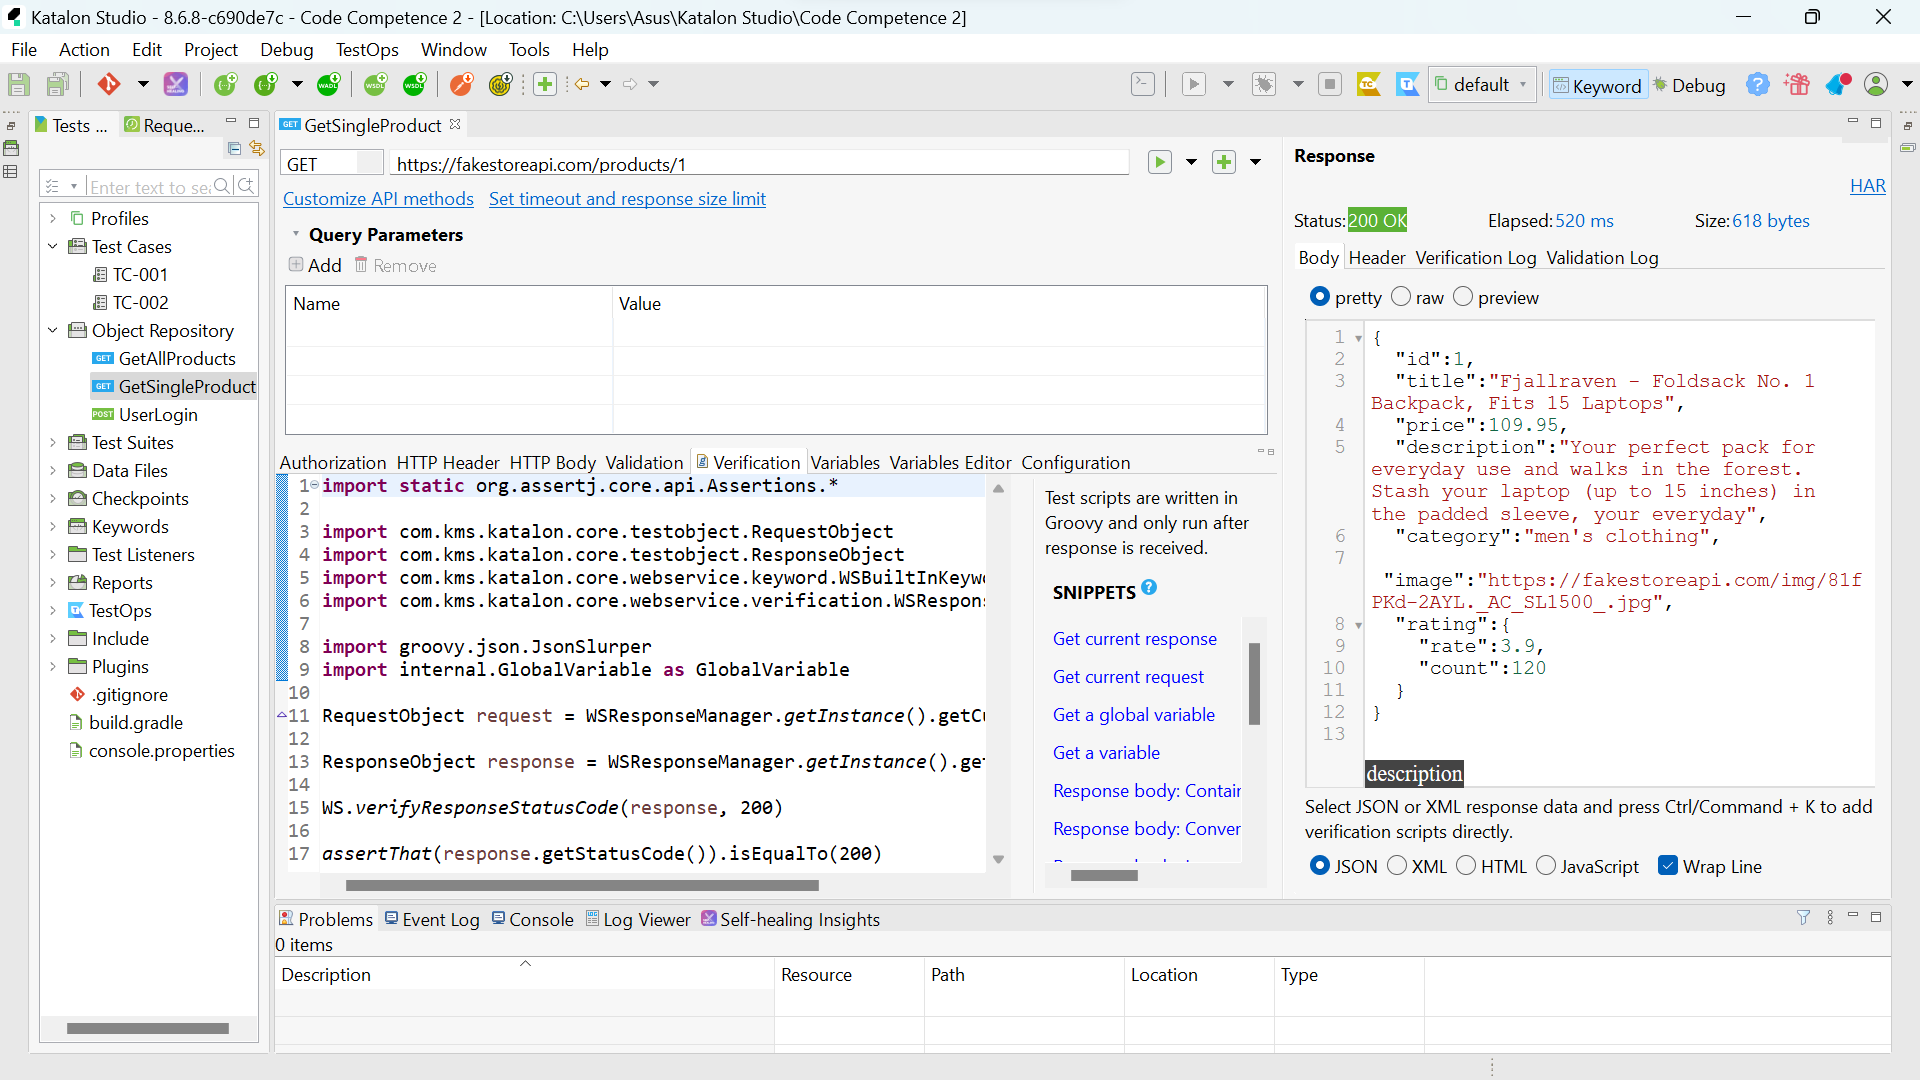 Katalon Studio - 8.6.8-c690de7c - Code Competence 2 - [Location: C:\Users\Asus\Katalon Studio\Code Competence 2]
File Action Edit Project Debug TestOps Window Tools Help
default Keyword Debug
Tests ... Reque...
Enter text to sea
Profiles
Test Cases
TC-001
TC-002
Object Repository
GET GetAllProducts
GET GetSingleProduct
POST UserLogin
Test Suites
Data Files
Checkpoints
Keywords
Test Listeners
Reports
TestOps
Include
Plugins
.gitignore
build.gradle
console.properties
GET GetSingleProduct
GET https://fakestoreapi.com/products/1
Customize API methods Set timeout and response size limit
Query Parameters
Add Remove
Name Value
Authorization HTTP Header HTTP Body Validation Verification Variables Variables Editor Configuration
1 import static org.assertj.core.api.Assertions.*
2
3 import com.kms.katalon.core.testobject.RequestObject
4 import com.kms.katalon.core.testobject.ResponseObject
5 import com.kms.katalon.core.webservice.keyword.WSBuiltInKeyw
6 import com.kms.katalon.core.webservice.verification.WSRespon
7
8 import groovy.json.JsonSlurper
9 import internal.GlobalVariable as GlobalVariable
10
11 RequestObject request = WSResponseManager.getInstance().getCu
12
13 ResponseObject response = WSResponseManager.getInstance().get
14
15 WS.verifyResponseStatusCode(response, 200)
16
17 assertThat(response.getStatusCode()).isEqualTo(200)
Test scripts are written in
Groovy and only run after
response is received.
SNIPPETS ?
Get current response
Get current request
Get a global variable
Get a variable
Response body: Contain
Response body: Conver
Response
HAR
Status: 200 OK Elapsed: 520 ms Size: 618 bytes
Body Header Verification Log Validation Log
pretty raw preview
1 {
2 "id":1,
3 "title":"Fjallraven - Foldsack No. 1
Backpack, Fits 15 Laptops",
4 "price":109.95,
5 "description":"Your perfect pack for
everyday use and walks in the forest.
Stash your laptop (up to 15 inches) in
the padded sleeve, your everyday",
6 "category":"men's clothing",
7
"image":"https://fakestoreapi.com/img/81f
PKd-2AYL._AC_SL1500_.jpg",
8 "rating":{
9 "rate":3.9,
10 "count":120
11 }
12 }
13
description
Select JSON or XML response data and press Ctrl/Command + K to add
verification scripts directly.
JSON XML HTML JavaScript Wrap Line
Problems Event Log Console Log Viewer Self-healing Insights
0 items
Description Resource Path Location Type